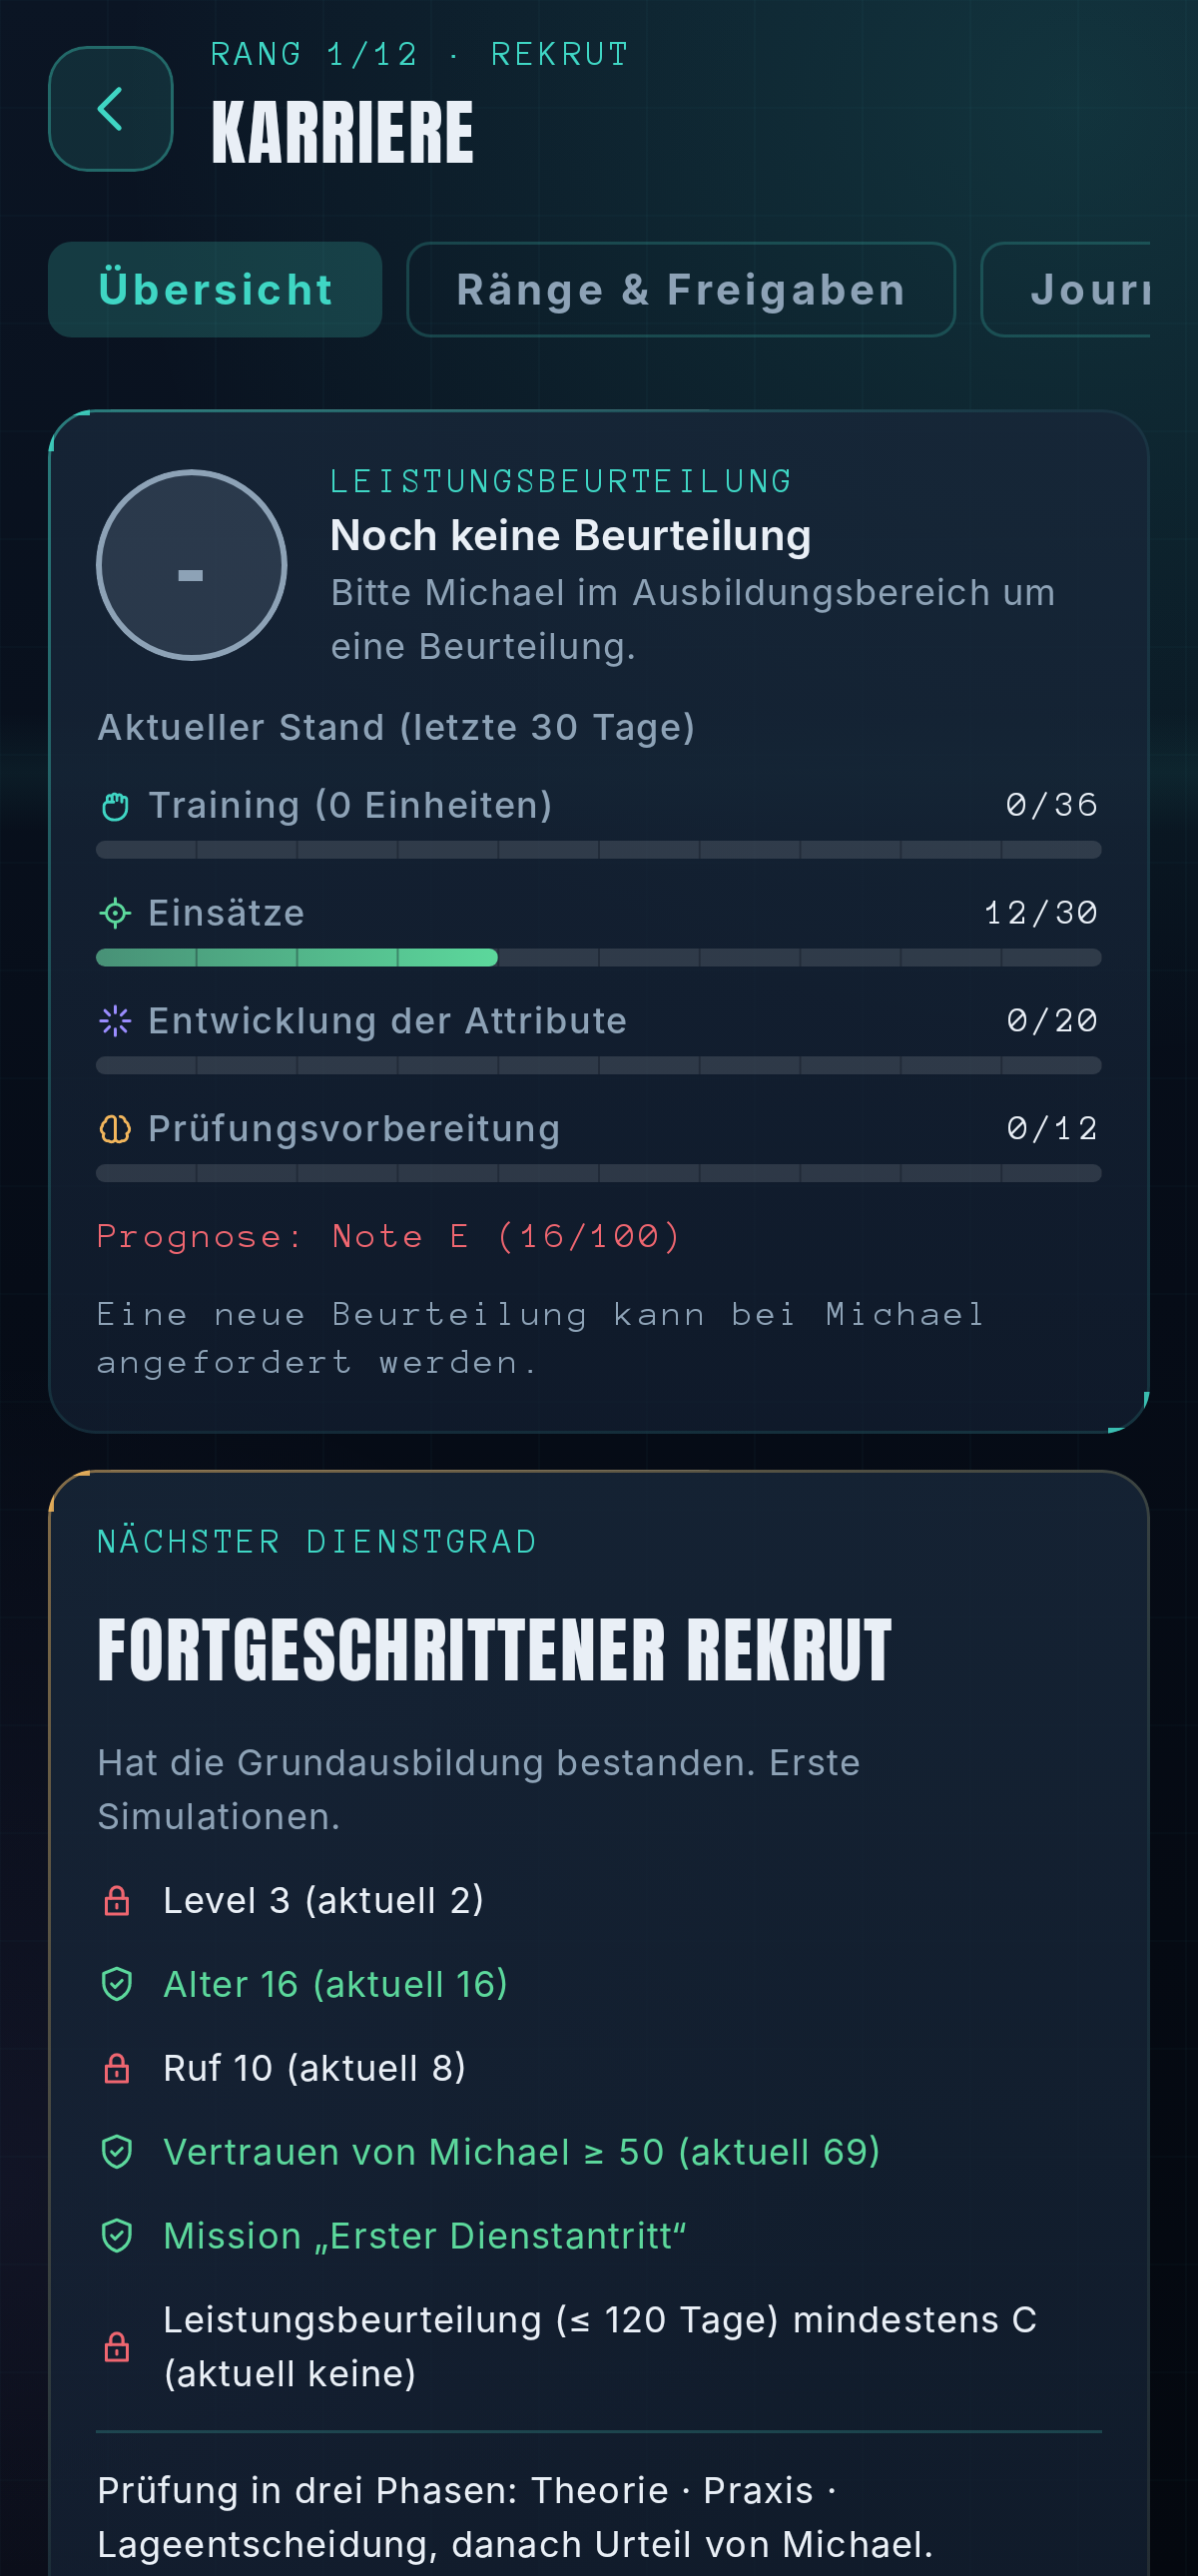 RANG 1/12 · REKRUT
KARRIERE
Übersicht
Ränge & Freigaben
LEISTUNGSBEURTEILUNG
-
Noch keine Beurteilung
Bitte Michael im Ausbildungsbereich um
eine Beurteilung.
Aktueller Stand (letzte 30 Tage)
Training (0 Einheiten) 0/36
Einsätze 12/30
Entwicklung der Attribute 0/20
Prüfungsvorbereitung 0/12
Prognose: Note E (16/100)
Eine neue Beurteilung kann bei Michael
angefordert werden.
NÄCHSTER DIENSTGRAD
FORTGESCHRITTENER REKRUT
Hat die Grundausbildung bestanden. Erste
Simulationen.
Level 3 (aktuell 2)
Alter 16 (aktuell 16)
Ruf 10 (aktuell 8)
Vertrauen von Michael ≥ 50 (aktuell 69)
Mission „Erster Dienstantritt“
Leistungsbeurteilung (≤ 120 Tage) mindestens C
(aktuell keine)
Prüfung in drei Phasen: Theorie · Praxis ·
Lageentscheidung, danach Urteil von Michael.